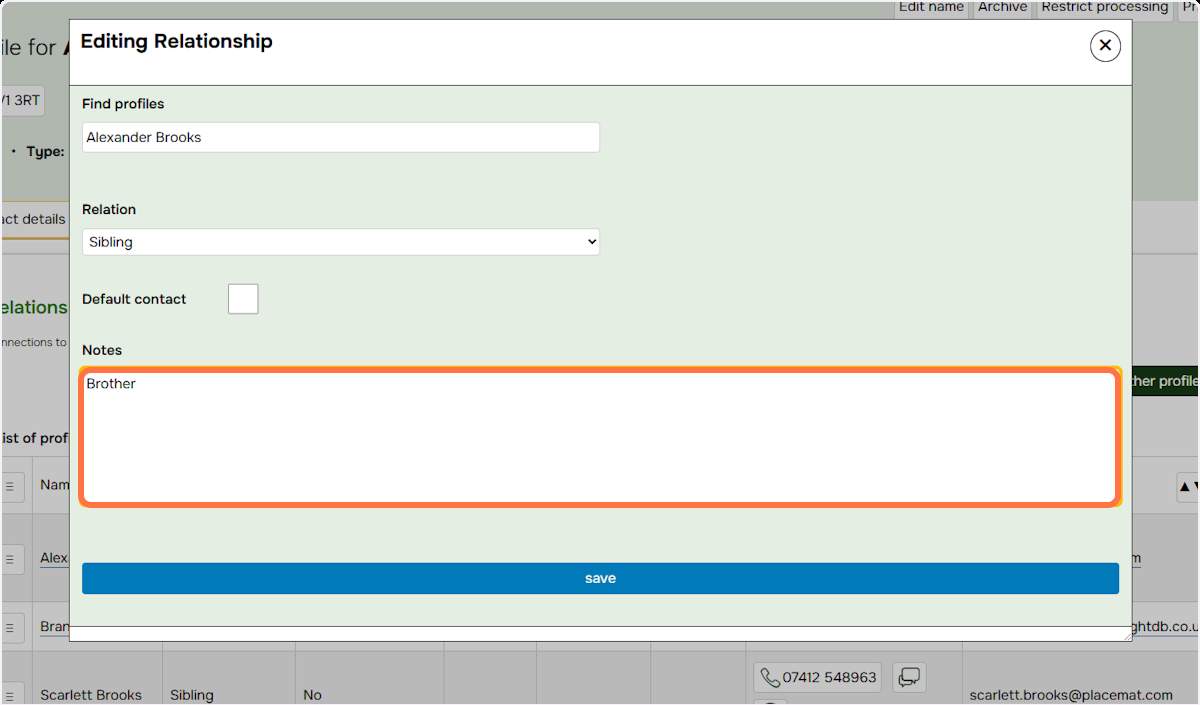 Edit name Archive Restrict processing
Editing Relationship
ile for
Find profiles
/1 3RT
Alexander Brooks
Type:
Relation
act details
Sibling
Default contact
elations
nnections to
Notes
Brother
her profile
ist of prof
Nam
Alex
m
save
Bran
ghtdb.co.u
07412 548963
Scarlett Brooks Sibling No scarlett.brooks@placemat.com